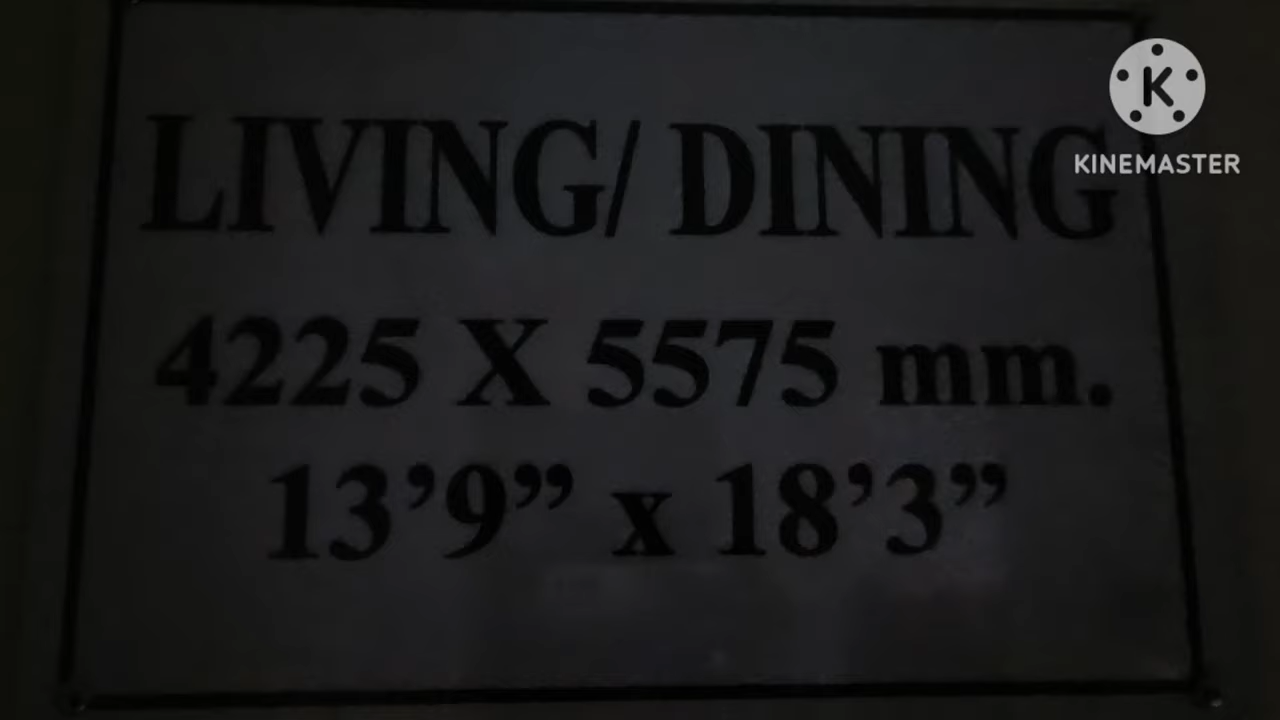 LIVING/ DINING
4225 X 5575 mm.
13’9” x 18’3”
K
KINEMASTER